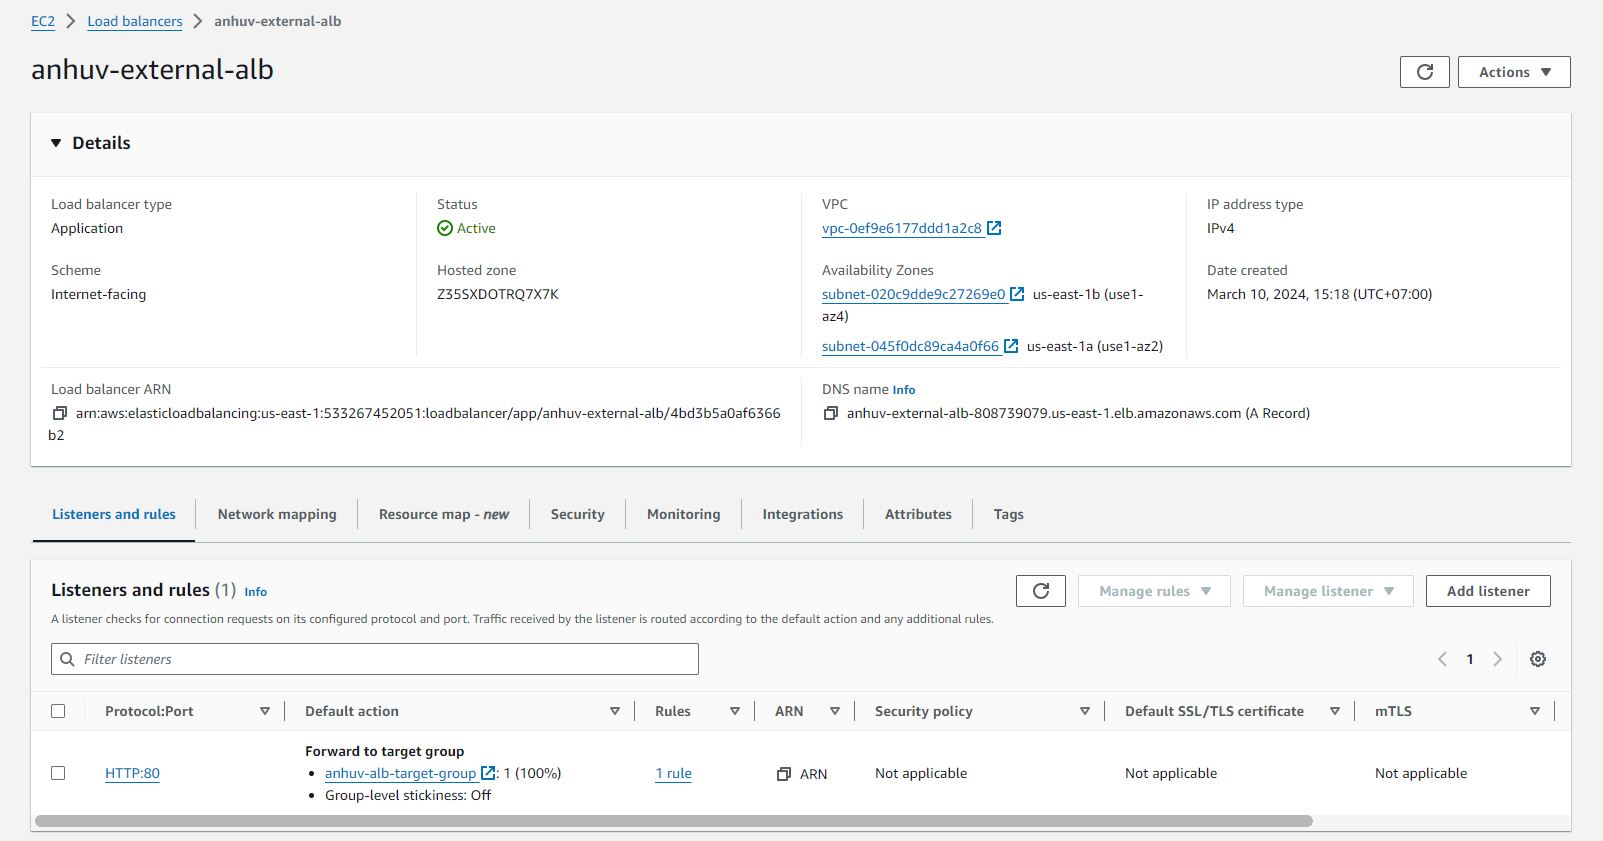 EC2 > Load balancers > anhuv-external-alb
anhuv-external-alb
Actions
Details
Load balancer type
Application
Status
Active
VPC
vpc-0ef9e6177ddd1a2c8
IP address type
IPv4
Scheme
Internet-facing
Hosted zone
Z35SXDOTRQ7X7K
Availability Zones
subnet-020c9dde9c27269e0 us-east-1b (use1-
az4)
subnet-045f0dc89ca4a0f66 us-east-1a (use1-az2)
Date created
March 10, 2024, 15:18 (UTC+07:00)
Load balancer ARN
arn:aws:elasticloadbalancing:us-east-1:533267452051:loadbalancer/app/anhuv-external-alb/4bd3b5a0af6366
b2
DNS name Info
anhuv-external-alb-808739079.us-east-1.elb.amazonaws.com (A Record)
Listeners and rules Network mapping Resource map - new Security Monitoring Integrations Attributes Tags
Listeners and rules (1) Info
Manage rules Manage listener Add listener
A listener checks for connection requests on its configured protocol and port. Traffic received by the listener is routed according to the default action and any additional rules.
Filter listeners
1
Protocol:Port Default action Rules ARN Security policy Default SSL/TLS certificate mTLS
Forward to target group
HTTP:80 • anhuv-alb-target-group : 1 (100%) 1 rule ARN Not applicable Not applicable Not applicable
• Group-level stickiness: Off